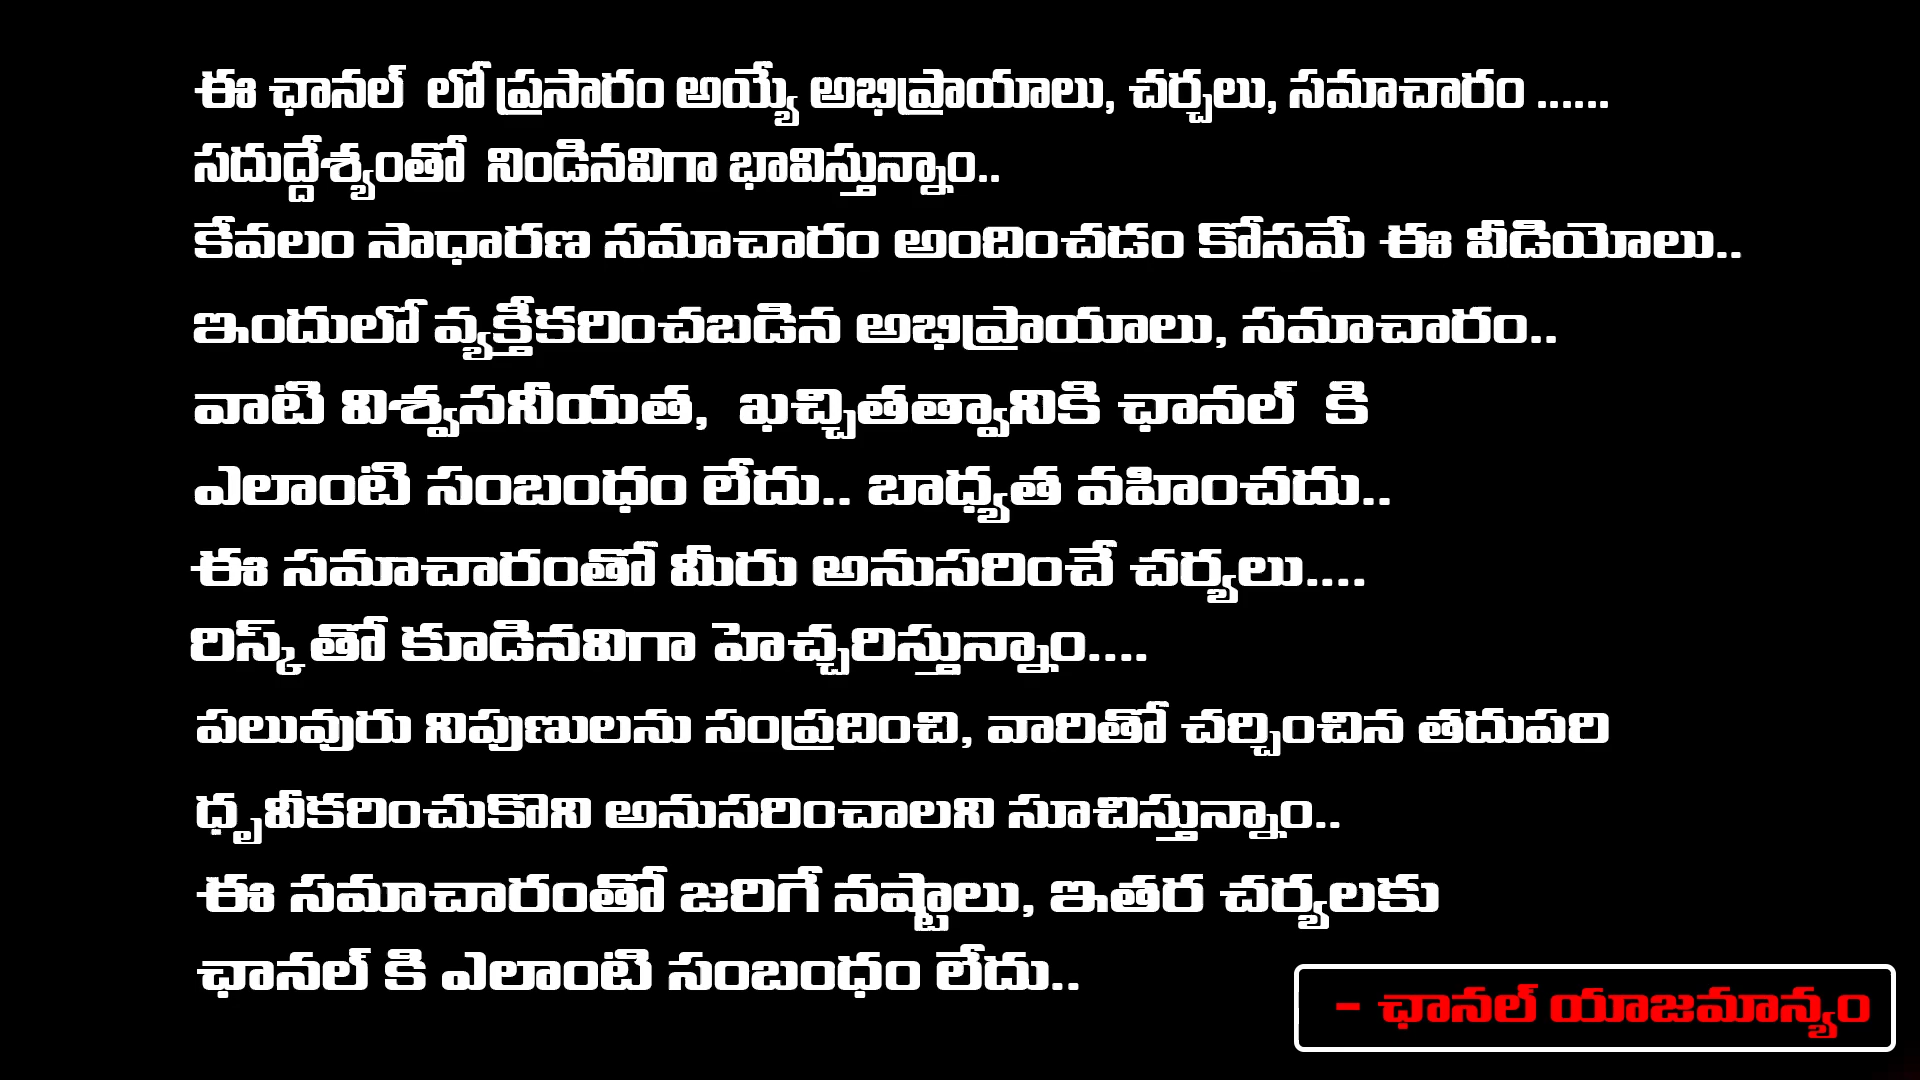 ఈ ఛానల్ లో ప్రసారం అయ్యే అభిప్రాయాలు, చర్చలు, సమాచారం ......
సదుద్దేశ్యంతో నిండినవిగా భావిస్తున్నాం..
కేవలం సాధారణ సమాచారం అందించడం కోసమే ఈ వీడియోలు..
ఇందులో వ్యక్తీకరించబడిన అభిప్రాయాలు, సమాచారం..
వాటి విశ్వసనీయత, ఖచ్చితత్వానికి ఛానల్ కి
ఎలాంటి సంబంధం లేదు.. బాధ్యత వహించదు..
ఈ సమాచారంతో మీరు అనుసరించే చర్యలు....
రిస్క్ తో కూడినవిగా హెచ్చరిస్తున్నాం....
పలువురు నిపుణులను సంప్రదించి, వారితో చర్చించిన తదుపరి
ధృవీకరించుకొని అనుసరించాలని సూచిస్తున్నాం..
ఈ సమాచారంతో జరిగే నష్టాలు, ఇతర చర్యలకు
ఛానల్ కి ఎలాంటి సంబంధం లేదు..
- ఛానల్ యాజమాన్యం